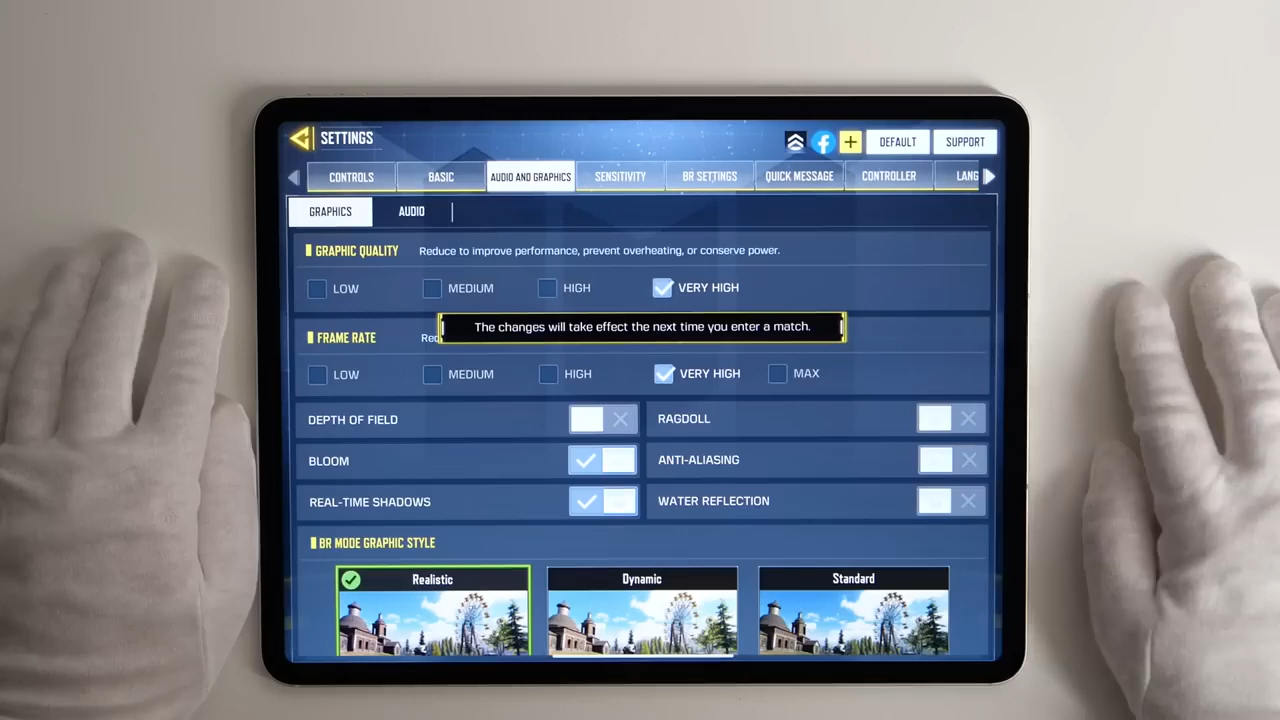 SETTINGS
DEFAULT
SUPPORT
CONTROLS
BASIC
AUDIO AND GRAPHICS
SENSITIVITY
BR SETTINGS
QUICK MESSAGE
CONTROLLER
LANG
GRAPHICS
AUDIO
GRAPHIC QUALITY Reduce to improve performance, prevent overheating, or conserve power.
LOW
MEDIUM
HIGH
VERY HIGH
The changes will take effect the next time you enter a match.
FRAME RATE
LOW
MEDIUM
HIGH
VERY HIGH
MAX
DEPTH OF FIELD
RAGDOLL
BLOOM
ANTI-ALIASING
REAL-TIME SHADOWS
WATER REFLECTION
BR MODE GRAPHIC STYLE
Realistic
Dynamic
Standard